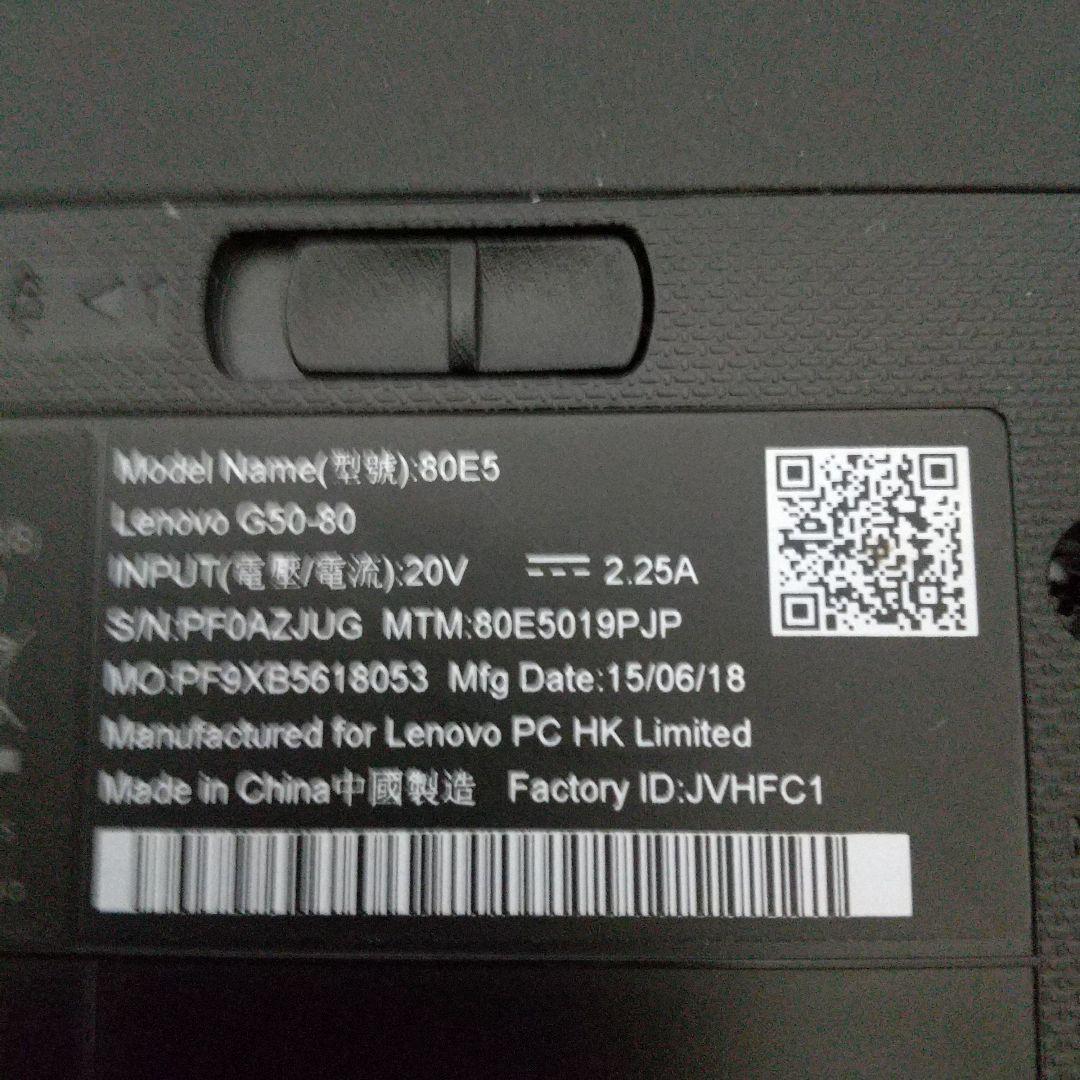 Model Name(型號):80E5
Lenovo G50-80
INPUT(電壓/電流):20V 2.25A
S/N:PF0AZJUG MTM:80E5019PJP
MO:PF9XB5618053 Mfg Date:15/06/18
Manufactured for Lenovo PC HK Limited
Made in China中國製造 Factory ID:JVHFC1